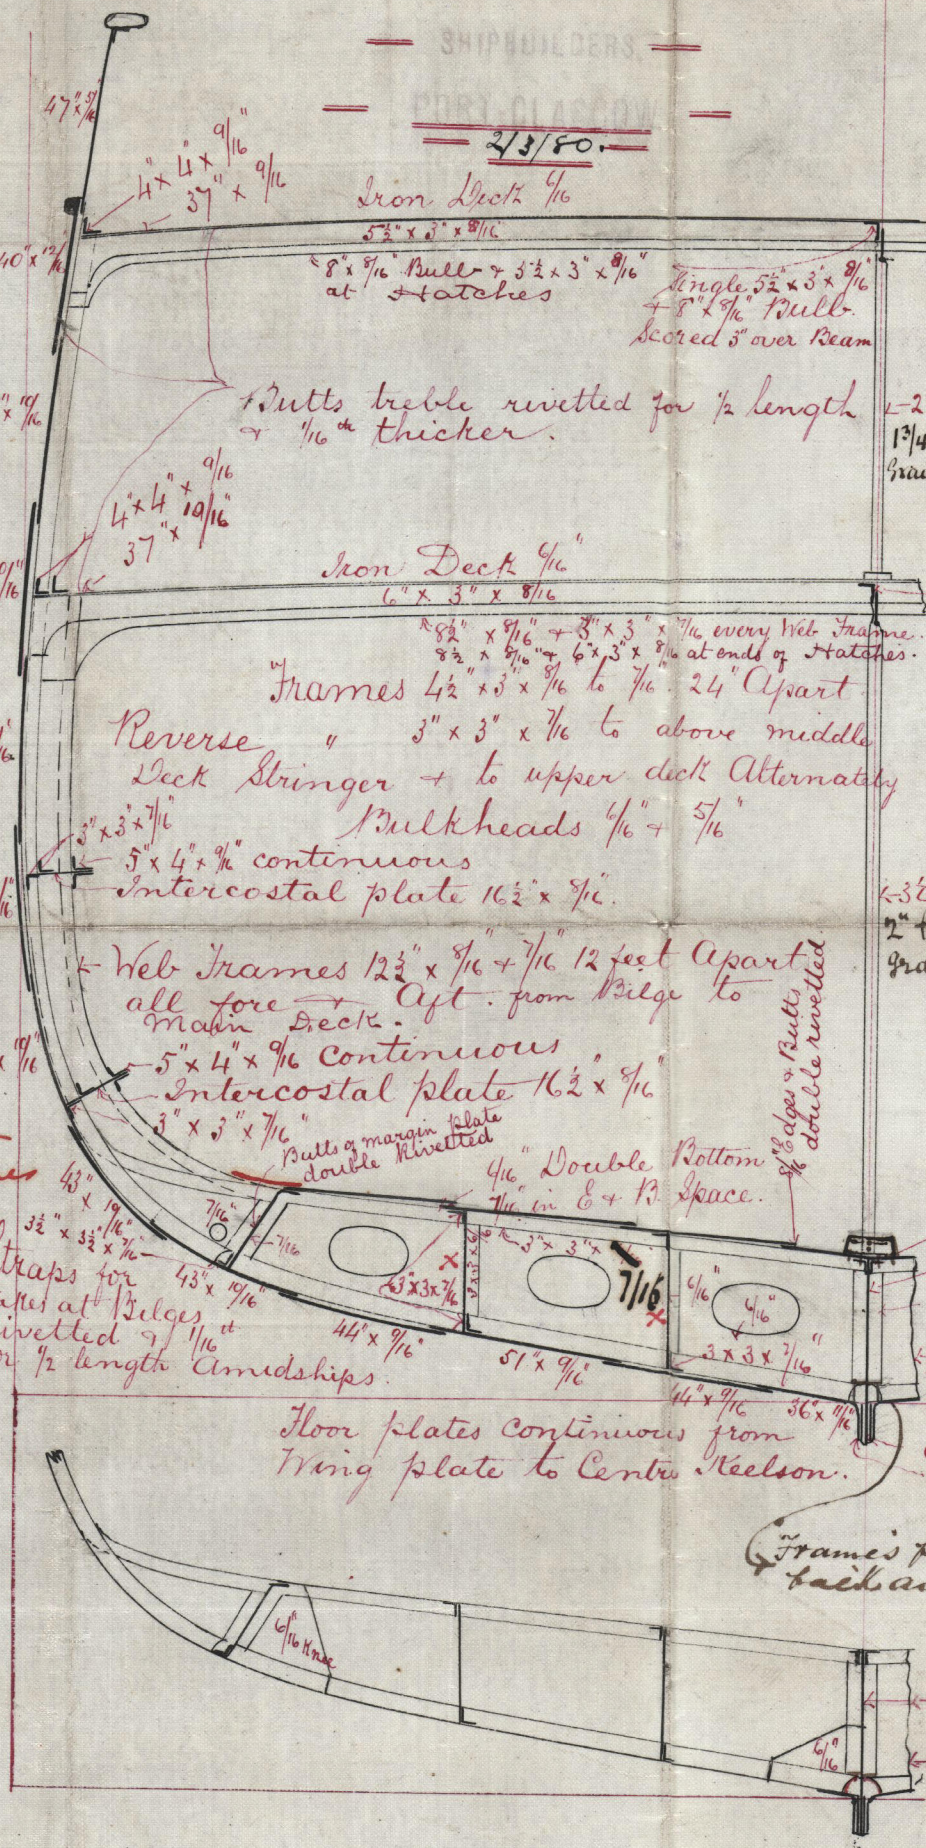 SHIPBUILDERS,
PORT GLASGOW
2/3/80.
47" x 5/16
4" x 4" x 9/16"
37" x 9/16
Iron Deck 6/16
5½" x 3" x 8/16
40" x 12/16
8" x 8/16" Bulb + 5½ x 3" x 8/16"
at Hatches
Single 5½" x 3" x 8/16"
+ 8" x 8/16" Bulb.
Scored 3" over Beam
Butts treble rivetted for ½ length
+ 1/16th thicker.
1¾
4" x 4" x 9/16
37" x 10/16"
Iron Deck 6/16"
6" x 3" x 8/16
8½" x 8/16" + 3" x 3" x 7/16 every Web Frame.
8½ x 8/16" + 6" x 3" x 8/16 at ends of Hatches.
Frames 4½" x 3" x 8/16 to 7/16. 24" Apart
Reverse " 3" x 3" x 7/16 to above middle
Deck Stringer + to upper deck Alternately
Bulkheads 6/16" + 5/16"
3" x 3" x 7/16"
5" x 4" x 9/16" continuous
Intercostal plate 16½" x 8/16".
2"
Web Frames 12½" x 8/16" + 7/16" 12 feet Apart
all fore + Aft. from Bilge to
Main Deck.
5" x 4" x 9/16 continuous
Intercostal plate 16½" x 8/16"
3" x 3" x 7/16"
Edges & Butts
double rivetted
Butts of margin plate
double Rivetted
6/16" Double Bottom
7/16" in E & B Space.
43" x 10/16"
3½" x 3½" x 7/16"
7/16"
7/16
3" x 3" x
7/16
3 x 3 x 6/16
63" x 3 x 7/16
6/16"
6/16"
3 x 3 x 7/16"
traps for
akes at Bilges
ivetted & 1/16th
or ½ length Amidships.
43" x 10/16"
44" x 9/16"
51" x 9/16"
44" x 9/16
36" x 11/16"
Floor plates continuous from
Wing plate to Centre Keelson.
Frames
back
6/16" Knee
6/16"